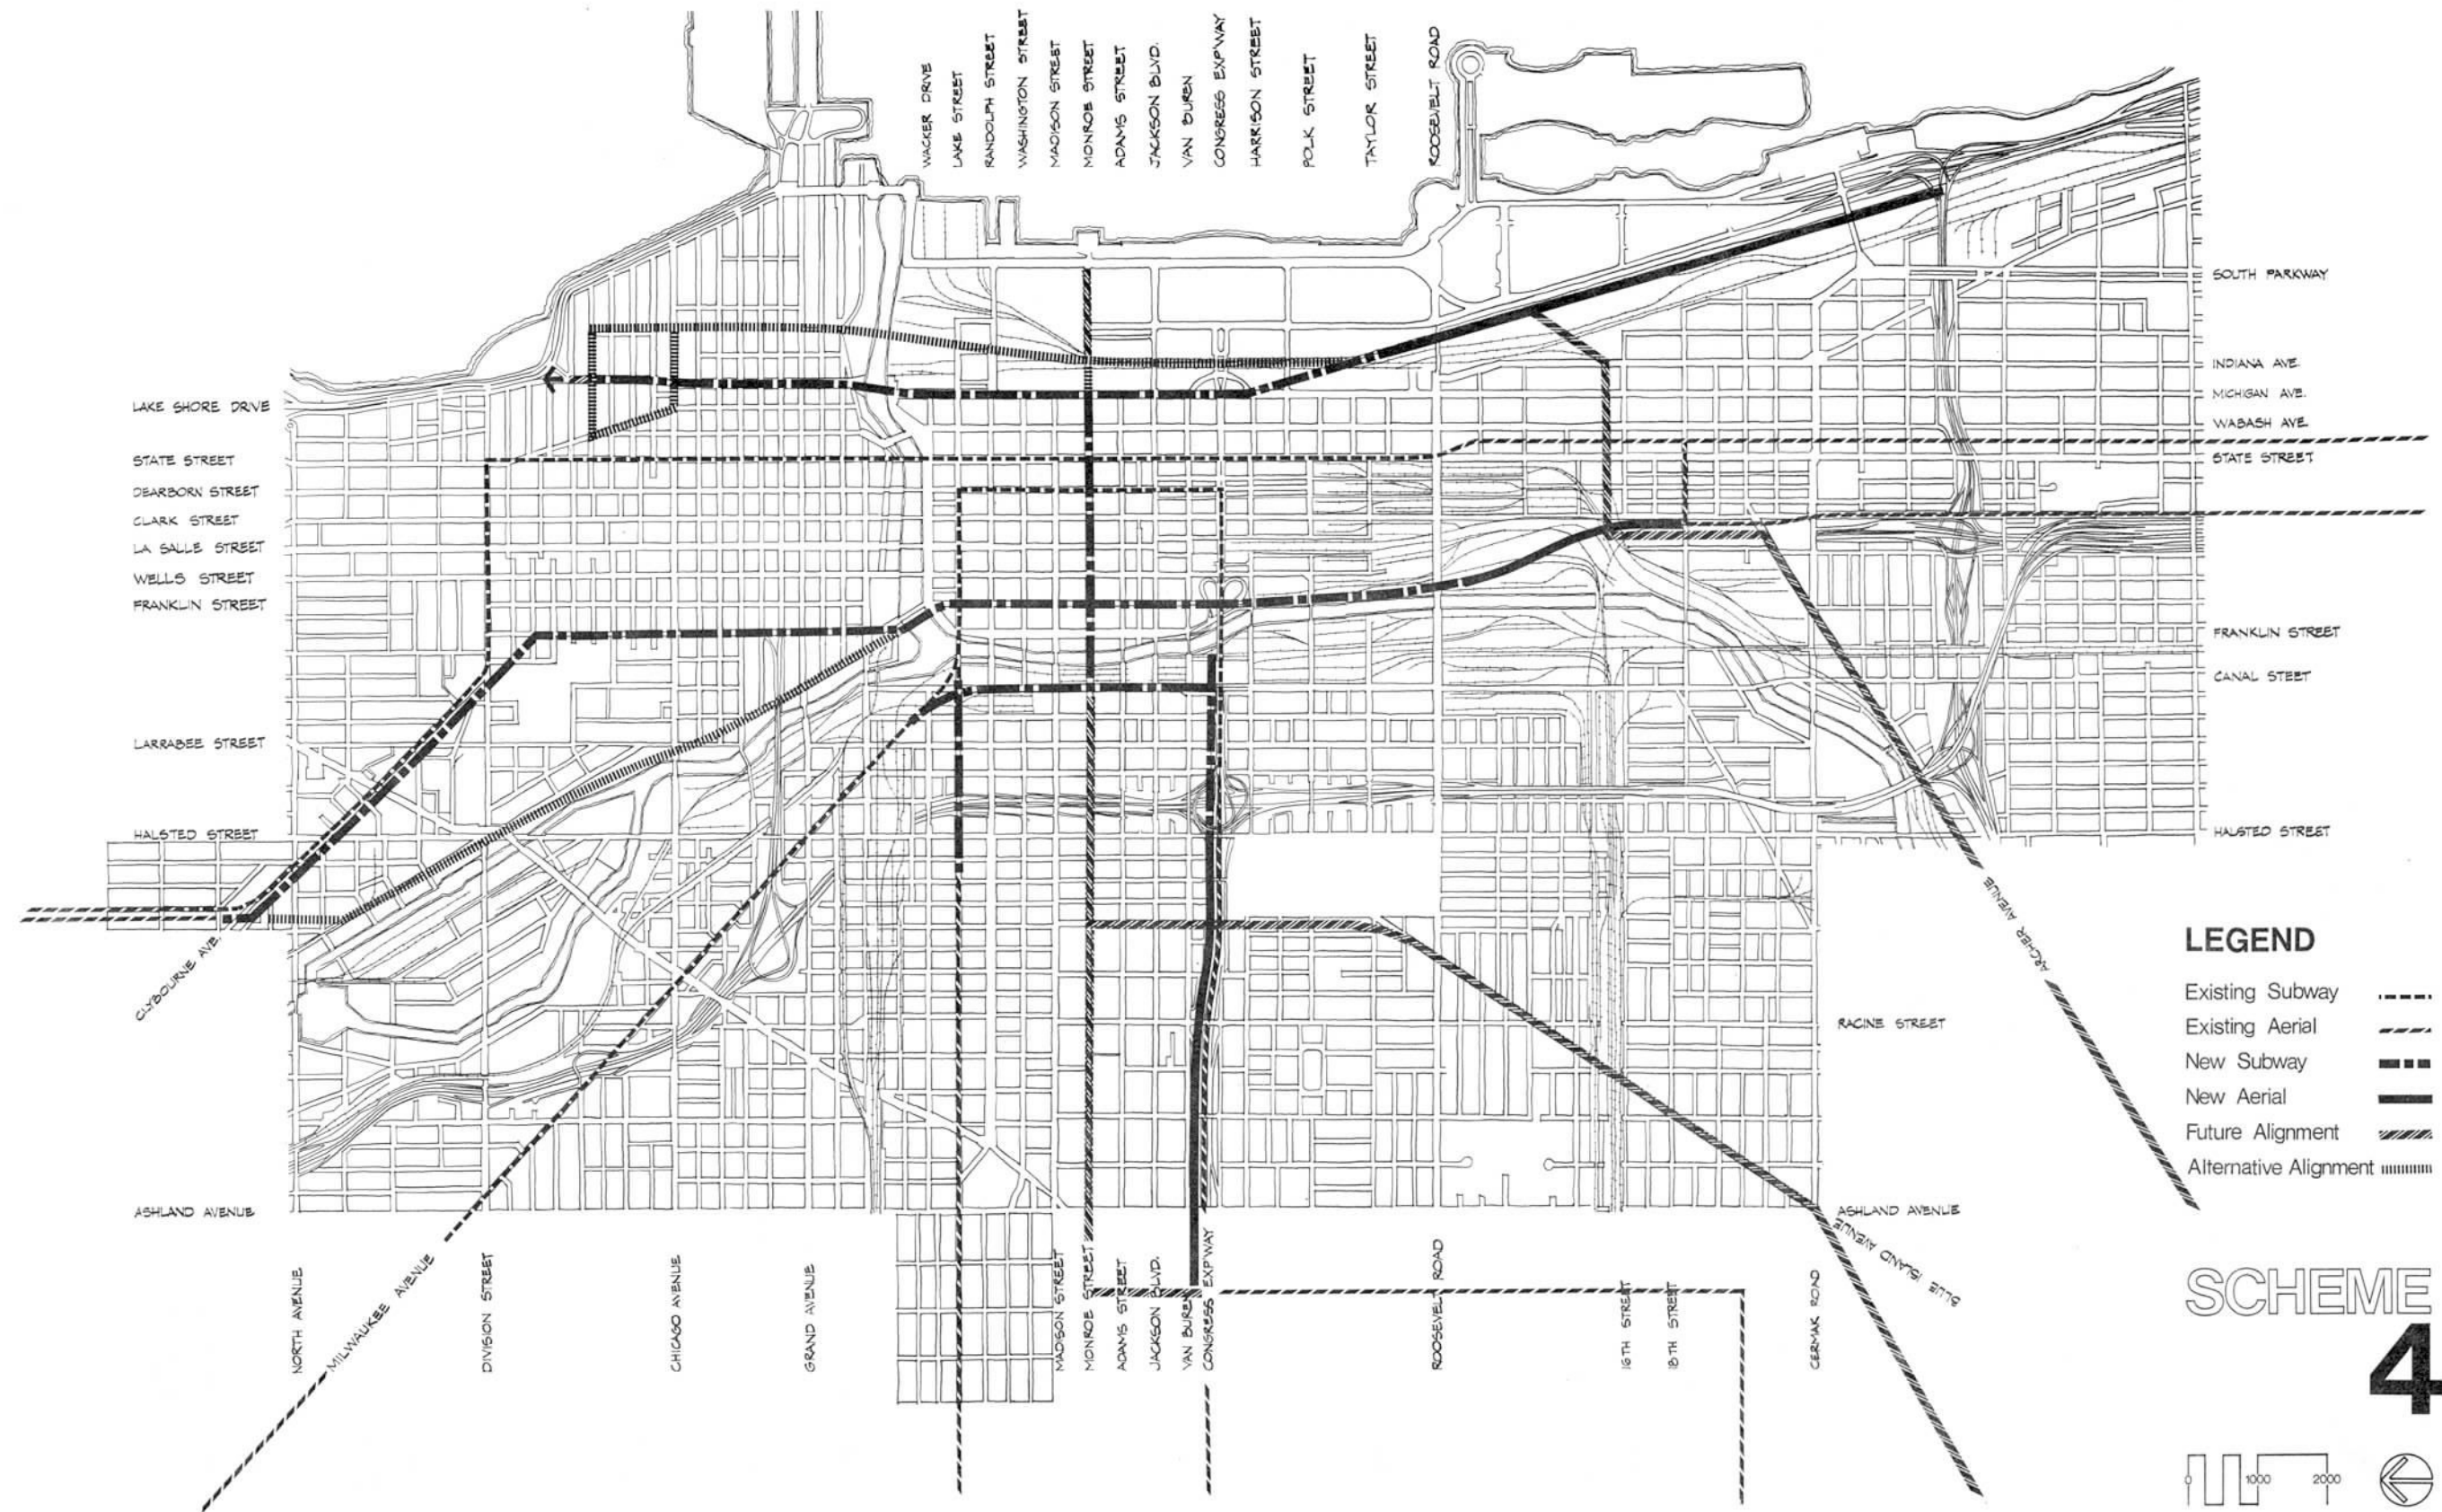 WACKER DRIVE
LAKE STREET
RANDOLPH STREET
WASHINGTON STREET
MADISON STREET
MONROE STREET
ADAMS STREET
JACKSON BLVD.
VAN BUREN
CONGRESS EXPWAY
HARRISON STREET
POLK STREET
TAYLOR STREET
ROOSEVELT ROAD
LAKE SHORE DRIVE
STATE STREET
DEARBORN STREET
CLARK STREET
LA SALLE STREET
WELLS STREET
FRANKLIN STREET
LARRABEE STREET
HALSTED STREET
CLYBOURNE AVE.
ASHLAND AVENUE
SOUTH PARKWAY
INDIANA AVE.
MICHIGAN AVE.
WABASH AVE.
STATE STREET
FRANKLIN STREET
CANAL STEET
HALSTED STREET
ARCHER AVENUE
RACINE STREET
ASHLAND AVENUE
BLUE ISLAND AVENUE
NORTH AVENUE
MILWAUKEE AVENUE
DIVISION STREET
CHICAGO AVENUE
GRAND AVENUE
MADISON STREET
MONROE STREET
ADAMS STREET
JACKSON BLVD.
VAN BUREN
CONGRESS EXPWAY
ROOSEVELT ROAD
16TH STREET
18TH STREET
CERMAK ROAD
LEGEND
Existing Subway
Existing Aerial
New Subway
New Aerial
Future Alignment
Alternative Alignment
SCHEME
4
0 1000 2000